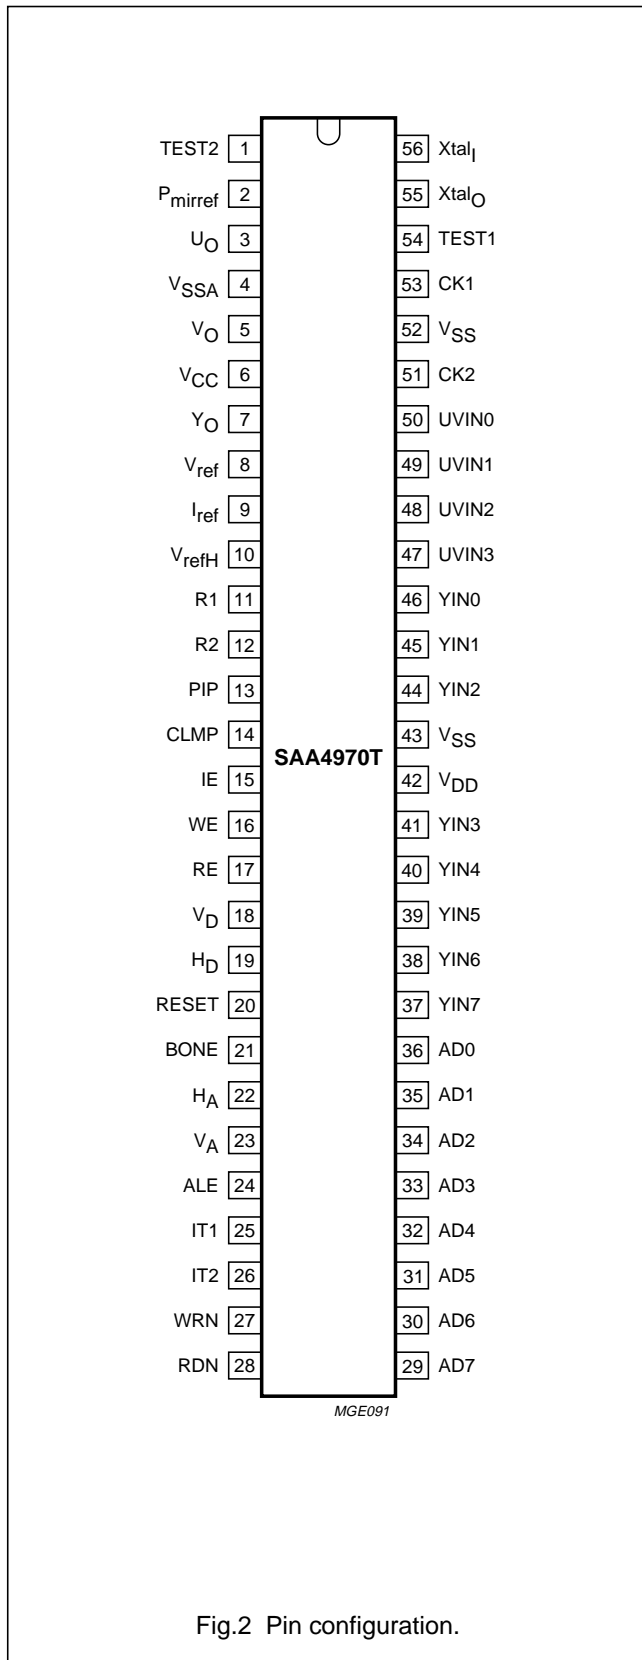 TEST2 1 56 XtalI
Pmirref 2 55 XtalO
UO 3 54 TEST1
VSSA 4 53 CK1
VO 5 52 VSS
VCC 6 51 CK2
YO 7 50 UVIN0
Vref 8 49 UVIN1
Iref 9 48 UVIN2
VrefH 10 47 UVIN3
R1 11 46 YIN0
R2 12 45 YIN1
PIP 13 44 YIN2
CLMP 14 43 VSS
SAA4970T
IE 15 42 VDD
WE 16 41 YIN3
RE 17 40 YIN4
VD 18 39 YIN5
HD 19 38 YIN6
RESET 20 37 YIN7
BONE 21 36 AD0
HA 22 35 AD1
VA 23 34 AD2
ALE 24 33 AD3
IT1 25 32 AD4
IT2 26 31 AD5
WRN 27 30 AD6
RDN 28 29 AD7
MGE091
Fig.2 Pin configuration.